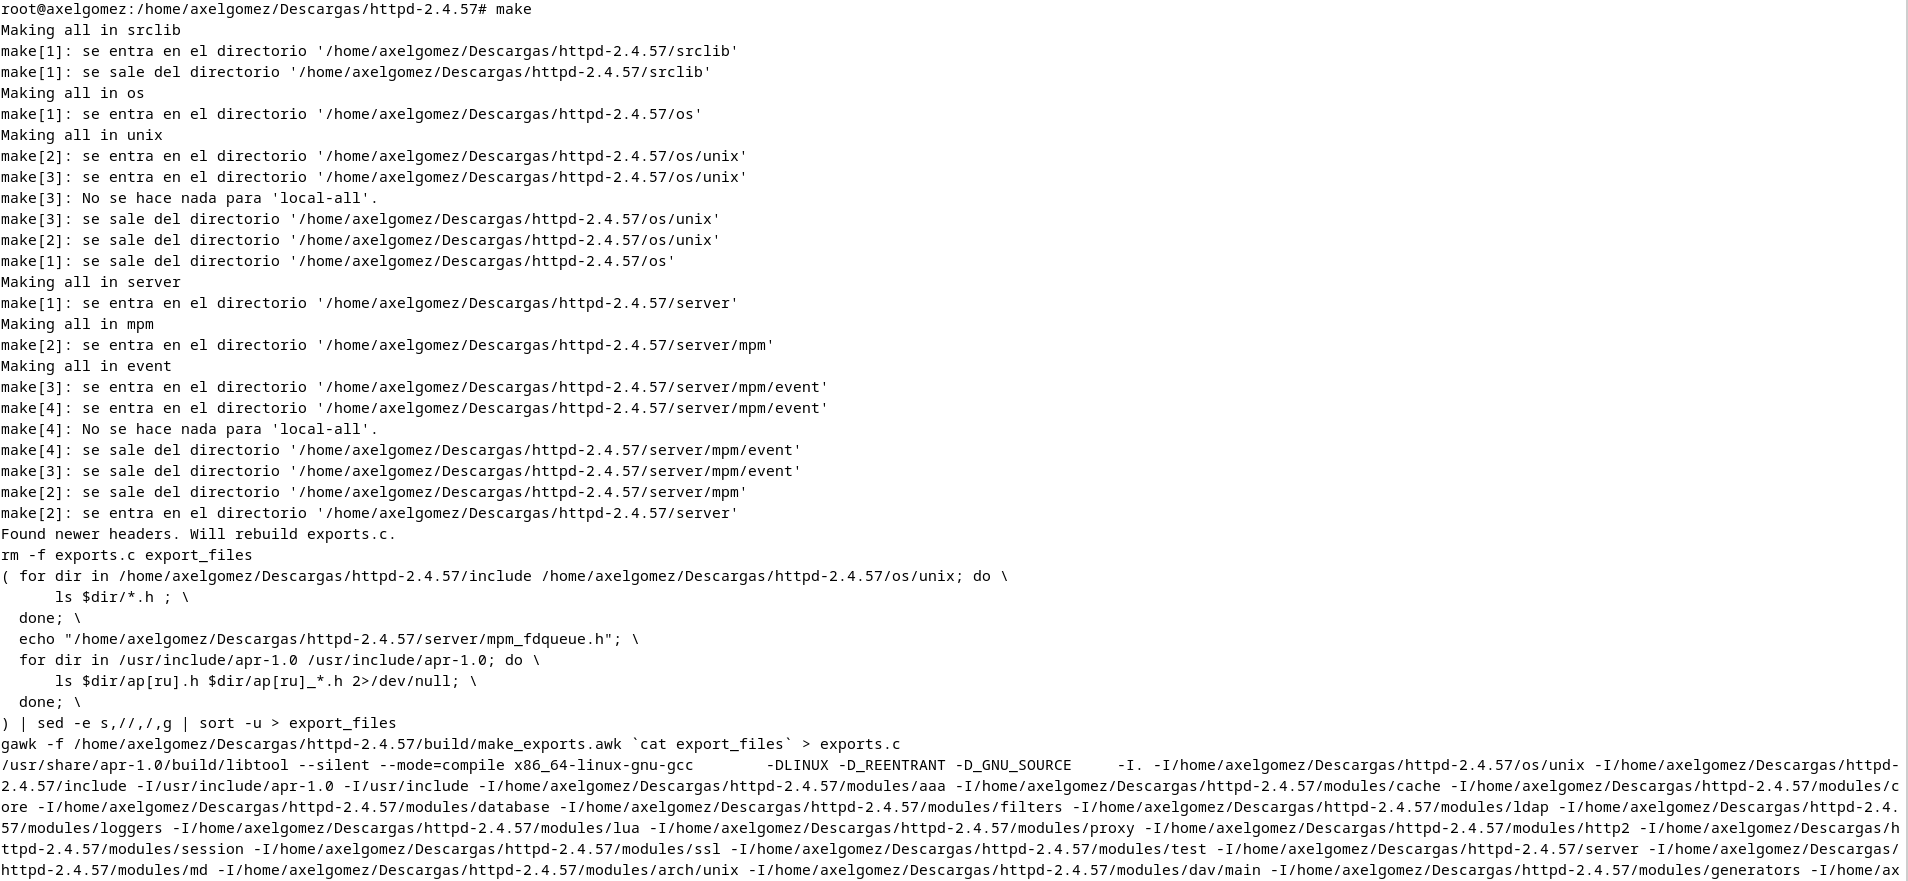 root@axelgomez:/home/axelgomez/Descargas/httpd-2.4.57# make
Making all in srclib
make[1]: se entra en el directorio '/home/axelgomez/Descargas/httpd-2.4.57/srclib'
make[1]: se sale del directorio '/home/axelgomez/Descargas/httpd-2.4.57/srclib'
Making all in os
make[1]: se entra en el directorio '/home/axelgomez/Descargas/httpd-2.4.57/os'
Making all in unix
make[2]: se entra en el directorio '/home/axelgomez/Descargas/httpd-2.4.57/os/unix'
make[3]: se entra en el directorio '/home/axelgomez/Descargas/httpd-2.4.57/os/unix'
make[3]: No se hace nada para 'local-all'.
make[3]: se sale del directorio '/home/axelgomez/Descargas/httpd-2.4.57/os/unix'
make[2]: se sale del directorio '/home/axelgomez/Descargas/httpd-2.4.57/os/unix'
make[1]: se sale del directorio '/home/axelgomez/Descargas/httpd-2.4.57/os'
Making all in server
make[1]: se entra en el directorio '/home/axelgomez/Descargas/httpd-2.4.57/server'
Making all in mpm
make[2]: se entra en el directorio '/home/axelgomez/Descargas/httpd-2.4.57/server/mpm'
Making all in event
make[3]: se entra en el directorio '/home/axelgomez/Descargas/httpd-2.4.57/server/mpm/event'
make[4]: se entra en el directorio '/home/axelgomez/Descargas/httpd-2.4.57/server/mpm/event'
make[4]: No se hace nada para 'local-all'.
make[4]: se sale del directorio '/home/axelgomez/Descargas/httpd-2.4.57/server/mpm/event'
make[3]: se sale del directorio '/home/axelgomez/Descargas/httpd-2.4.57/server/mpm/event'
make[2]: se sale del directorio '/home/axelgomez/Descargas/httpd-2.4.57/server/mpm'
make[2]: se entra en el directorio '/home/axelgomez/Descargas/httpd-2.4.57/server'
Found newer headers. Will rebuild exports.c.
rm -f exports.c export_files
( for dir in /home/axelgomez/Descargas/httpd-2.4.57/include /home/axelgomez/Descargas/httpd-2.4.57/os/unix; do \
      ls $dir/*.h ; \
  done; \
  echo "/home/axelgomez/Descargas/httpd-2.4.57/server/mpm_fdqueue.h"; \
  for dir in /usr/include/apr-1.0 /usr/include/apr-1.0; do \
      ls $dir/ap[ru].h $dir/ap[ru]_*.h 2>/dev/null; \
  done; \
) | sed -e s,//,/,g | sort -u > export_files
gawk -f /home/axelgomez/Descargas/httpd-2.4.57/build/make_exports.awk `cat export_files` > exports.c
/usr/share/apr-1.0/build/libtool --silent --mode=compile x86_64-linux-gnu-gcc        -DLINUX -D_REENTRANT -D_GNU_SOURCE     -I. -I/home/axelgomez/Descargas/httpd-2.4.57/os/unix -I/home/axelgomez/Descargas/httpd-
2.4.57/include -I/usr/include/apr-1.0 -I/usr/include -I/home/axelgomez/Descargas/httpd-2.4.57/modules/aaa -I/home/axelgomez/Descargas/httpd-2.4.57/modules/cache -I/home/axelgomez/Descargas/httpd-2.4.57/modules/c
ore -I/home/axelgomez/Descargas/httpd-2.4.57/modules/database -I/home/axelgomez/Descargas/httpd-2.4.57/modules/filters -I/home/axelgomez/Descargas/httpd-2.4.57/modules/ldap -I/home/axelgomez/Descargas/httpd-2.4.
57/modules/loggers -I/home/axelgomez/Descargas/httpd-2.4.57/modules/lua -I/home/axelgomez/Descargas/httpd-2.4.57/modules/proxy -I/home/axelgomez/Descargas/httpd-2.4.57/modules/http2 -I/home/axelgomez/Descargas/h
ttpd-2.4.57/modules/session -I/home/axelgomez/Descargas/httpd-2.4.57/modules/ssl -I/home/axelgomez/Descargas/httpd-2.4.57/modules/test -I/home/axelgomez/Descargas/httpd-2.4.57/server -I/home/axelgomez/Descargas/
httpd-2.4.57/modules/md -I/home/axelgomez/Descargas/httpd-2.4.57/modules/arch/unix -I/home/axelgomez/Descargas/httpd-2.4.57/modules/dav/main -I/home/axelgomez/Descargas/httpd-2.4.57/modules/generators -I/home/ax